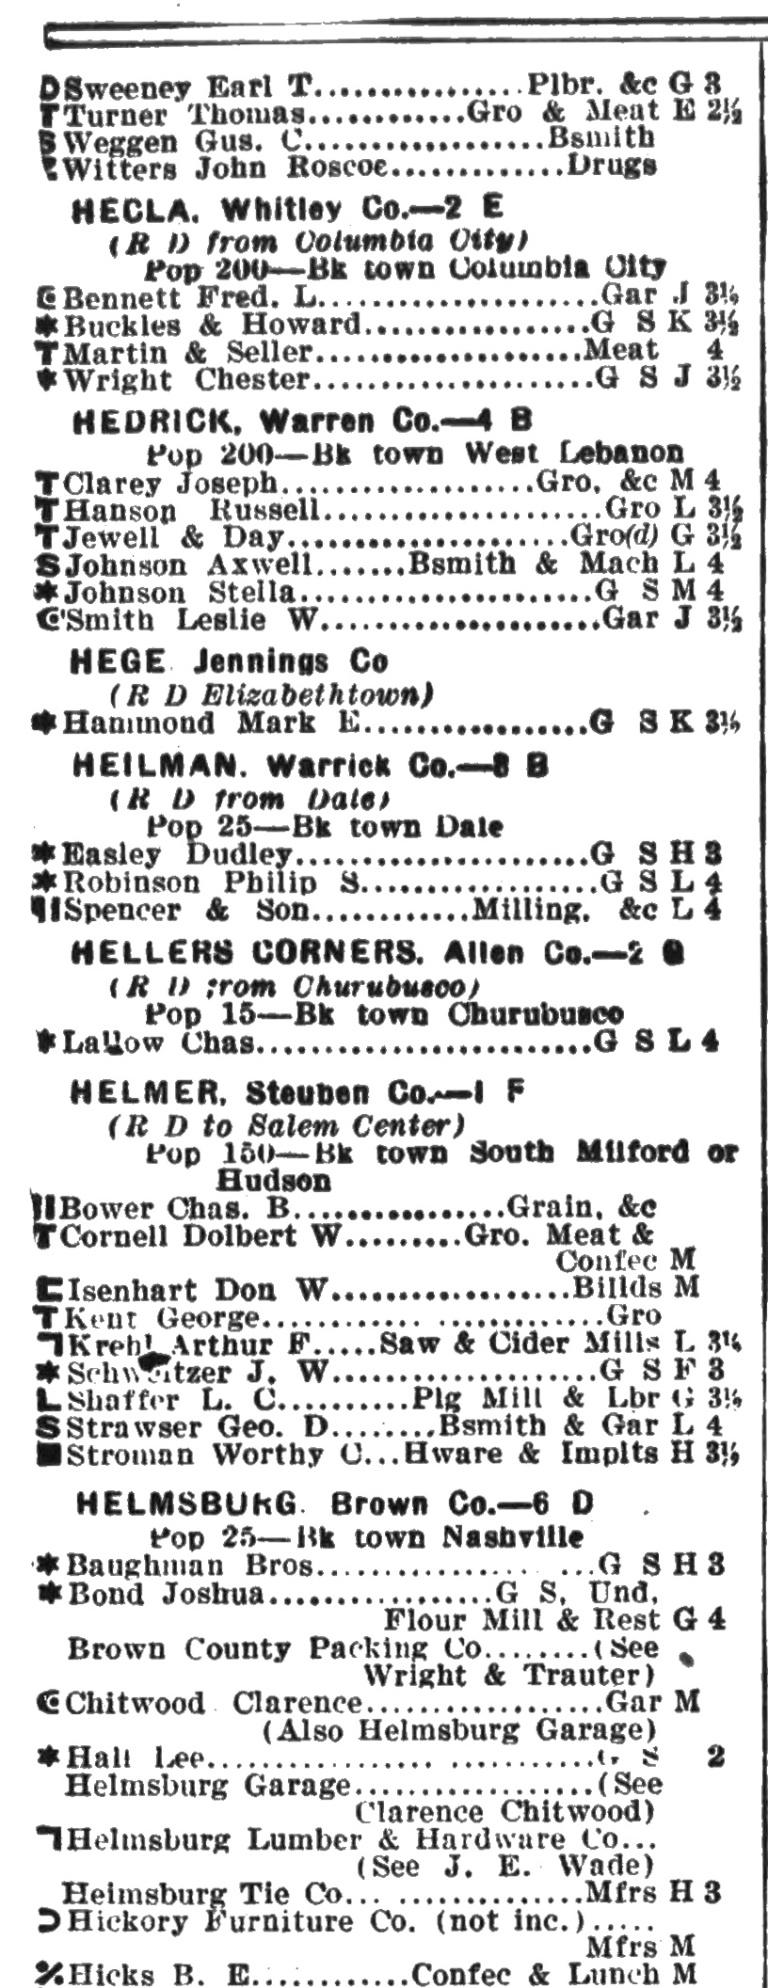 Sweeney Earl T................Plbr. &c G 3
Turner Thomas............Gro & Meat E 2½
Weggen Gus. C..................Bsmith
Witters John Roscoe.............Drugs
HECLA, Whitley Co.—2 E
(R D from Columbia City)
Pop 200—Bk town Columbia City
Bennett Fred. L....................Gar J 3½
*Buckles & Howard................G S K 3½
TMartin & Seller...................Meat 4
*Wright Chester....................G S J 3½
HEDRICK, Warren Co.—4 B
Pop 200—Bk town West Lebanon
TClarey Joseph..................Gro, &c M 4
THanson Russell....................Gro L 3½
TJewell & Day....................Gro(d) G 3½
SJohnson Axwell.......Bsmith & Mach L 4
*Johnson Stella.....................G S M 4
Smith Leslie W....................Gar J 3½
HEGE Jennings Co
(R D Elizabethtown)
*Hammond Mark E................G S K 3½
HEILMAN. Warrick Co.—8 B
(R D from Dale)
Pop 25—Bk town Dale
*Easley Dudley.....................G S H 3
*Robinson Philip S.................G S L 4
Spencer & Son............Milling, &c L 4
HELLERS CORNERS. Allen Co.—2
(R D from Churubusco)
Pop 15—Bk town Churubusco
*Lallow Chas........................G S L 4
HELMER, Steuben Co.—1 F
(R D to Salem Center)
Pop 150—Bk town South Milford or
Hudson
Bower Chas. B................Grain, &c
TCornell Dolbert W.........Gro. Meat &
Confec M
Isenhart Don W..................Billds M
TKent George.........................Gro
Krehl Arthur F.....Saw & Cider Mills L 3¼
*Schweitzer J. W....................G S F 3
LShaffer L. C..........Plg Mill & Lbr G 3½
SStrawser Geo. D........Bsmith & Gar L 4
■Stroman Worthy C...Hware & Implts H 3½
HELMSBURG. Brown Co.—6 D
Pop 25—Bk town Nashville
*Baughman Bros..................G S H 3
*Bond Joshua.................G S, Und,
Flour Mill & Rest G 4
Brown County Packing Co........(See
Wright & Trauter)
Chitwood Clarence.................Gar M
(Also Helmsburg Garage)
*Hall Lee.............................G S 2
Helmsburg Garage..................(See
Clarence Chitwood)
Helmsburg Lumber & Hardware Co...
(See J. E. Wade)
Helmsburg Tie Co.................Mfrs H 3
Hickory Furniture Co. (not inc.).....
Mfrs M
Hicks B. E............Confec & Lunch M